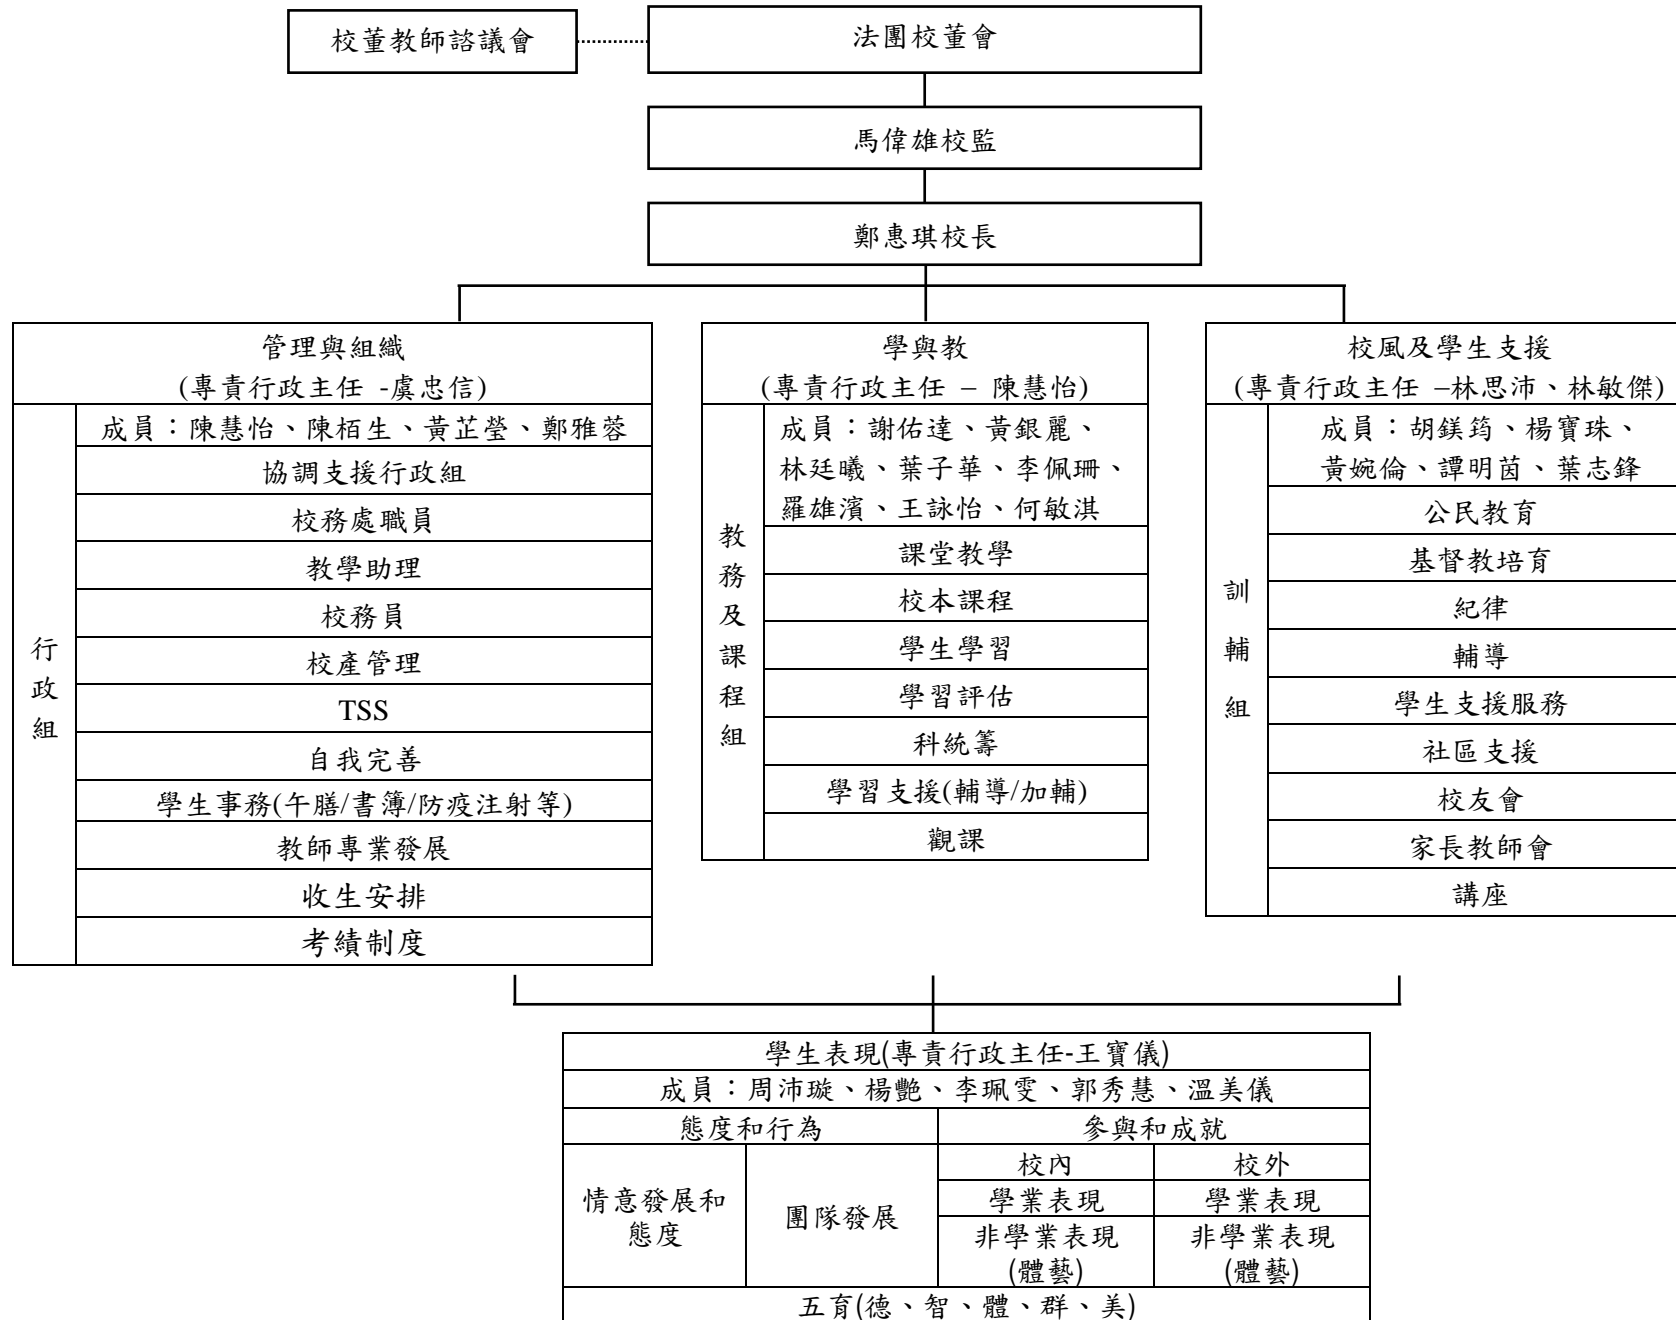 校董教師諮議會
法團校董會
馬偉雄校監
鄭惠琪校長
管理與組織
(專責行政主任 -虞忠信)
行政組
成員：陳慧怡、陳栢生、黃芷瑩、鄭雅蓉
協調支援行政組
校務處職員
教學助理
校務員
校產管理
TSS
自我完善
學生事務(午膳/書簿/防疫注射等)
教師專業發展
收生安排
考績制度
學與教
(專責行政主任 – 陳慧怡)
教務及課程組
成員：謝佑達、黃銀麗、
林廷曦、葉子華、李佩珊、
羅雄濱、王詠怡、何敏淇
課堂教學
校本課程
學生學習
學習評估
科統籌
學習支援(輔導/加輔)
觀課
校風及學生支援
(專責行政主任 –林思沛、林敏傑)
訓輔組
成員：胡鎂筠、楊寶珠、
黃婉倫、譚明茵、葉志鋒
公民教育
基督教培育
紀律
輔導
學生支援服務
社區支援
校友會
家長教師會
講座
學生表現(專責行政主任-王寶儀)
成員：周沛璇、楊艷、李珮雯、郭秀慧、溫美儀
態度和行為
參與和成就
情意發展和
態度
團隊發展
校內
校外
學業表現
學業表現
非學業表現
(體藝)
非學業表現
(體藝)
五育(德、智、體、群、美)